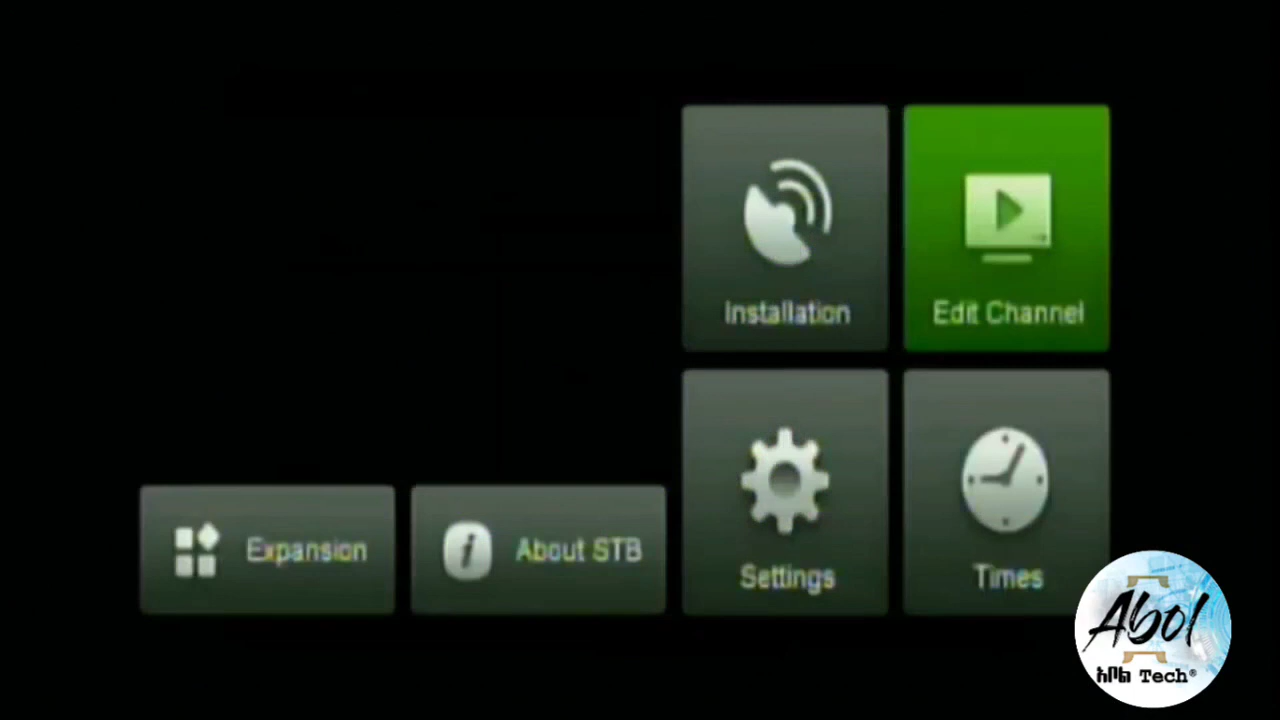 Installation
Edit Channel
Expansion
About STB
Settings
Times
Abol
አቦል Tech®